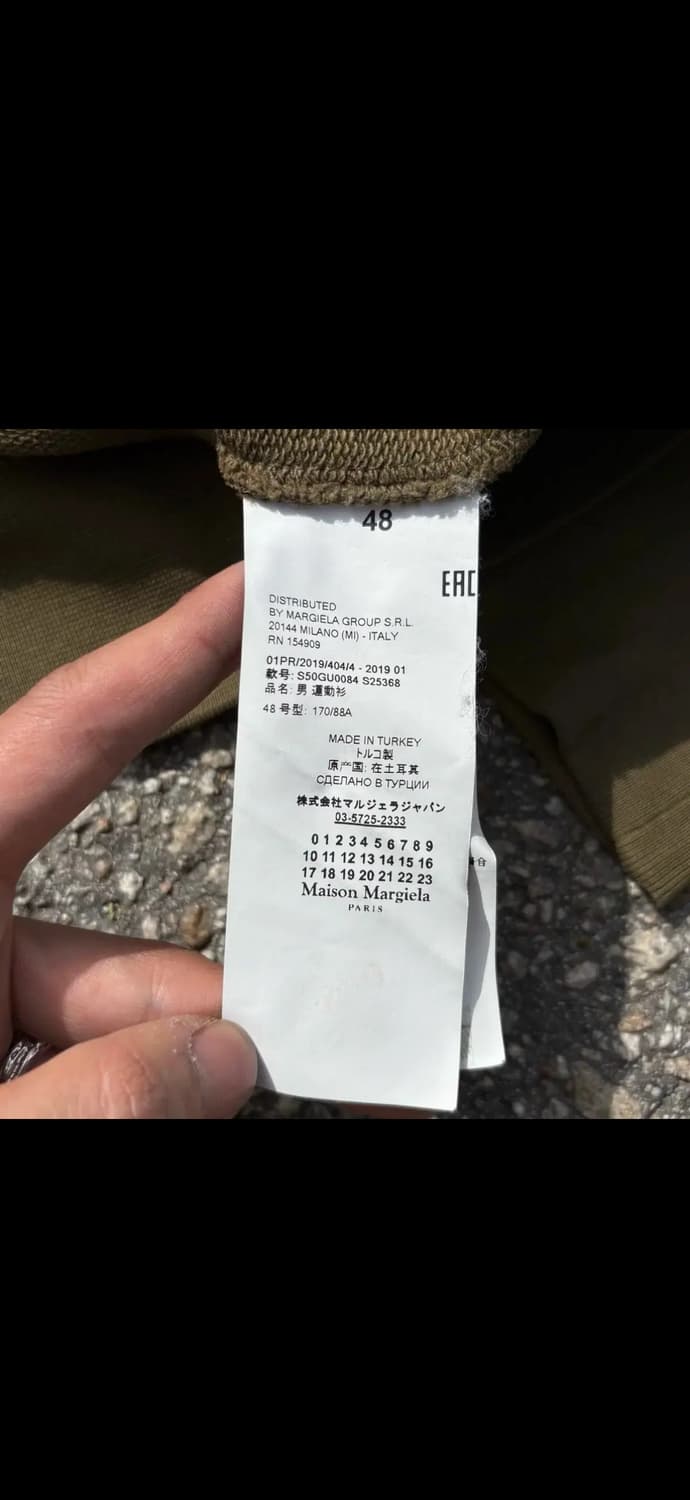 48
EAC
DISTRIBUTED
BY MARGIELA GROUP S.R.L.
20144 MILANO (MI) - ITALY
RN 154909
01PR/2019/404/4 - 2019 01
款号: S50GU0084 S25368
品名: 男 運動衫
48 号型: 170/88A
MADE IN TURKEY
トルコ製
原产国: 在土耳其
СДЕЛАНО В ТУРЦИИ
株式会社マルジェラジャパン
03-5725-2333
0 1 2 3 4 5 6 7 8 9
10 11 12 13 14 15 16
17 18 19 20 21 22 23
Maison Margiela
PARIS